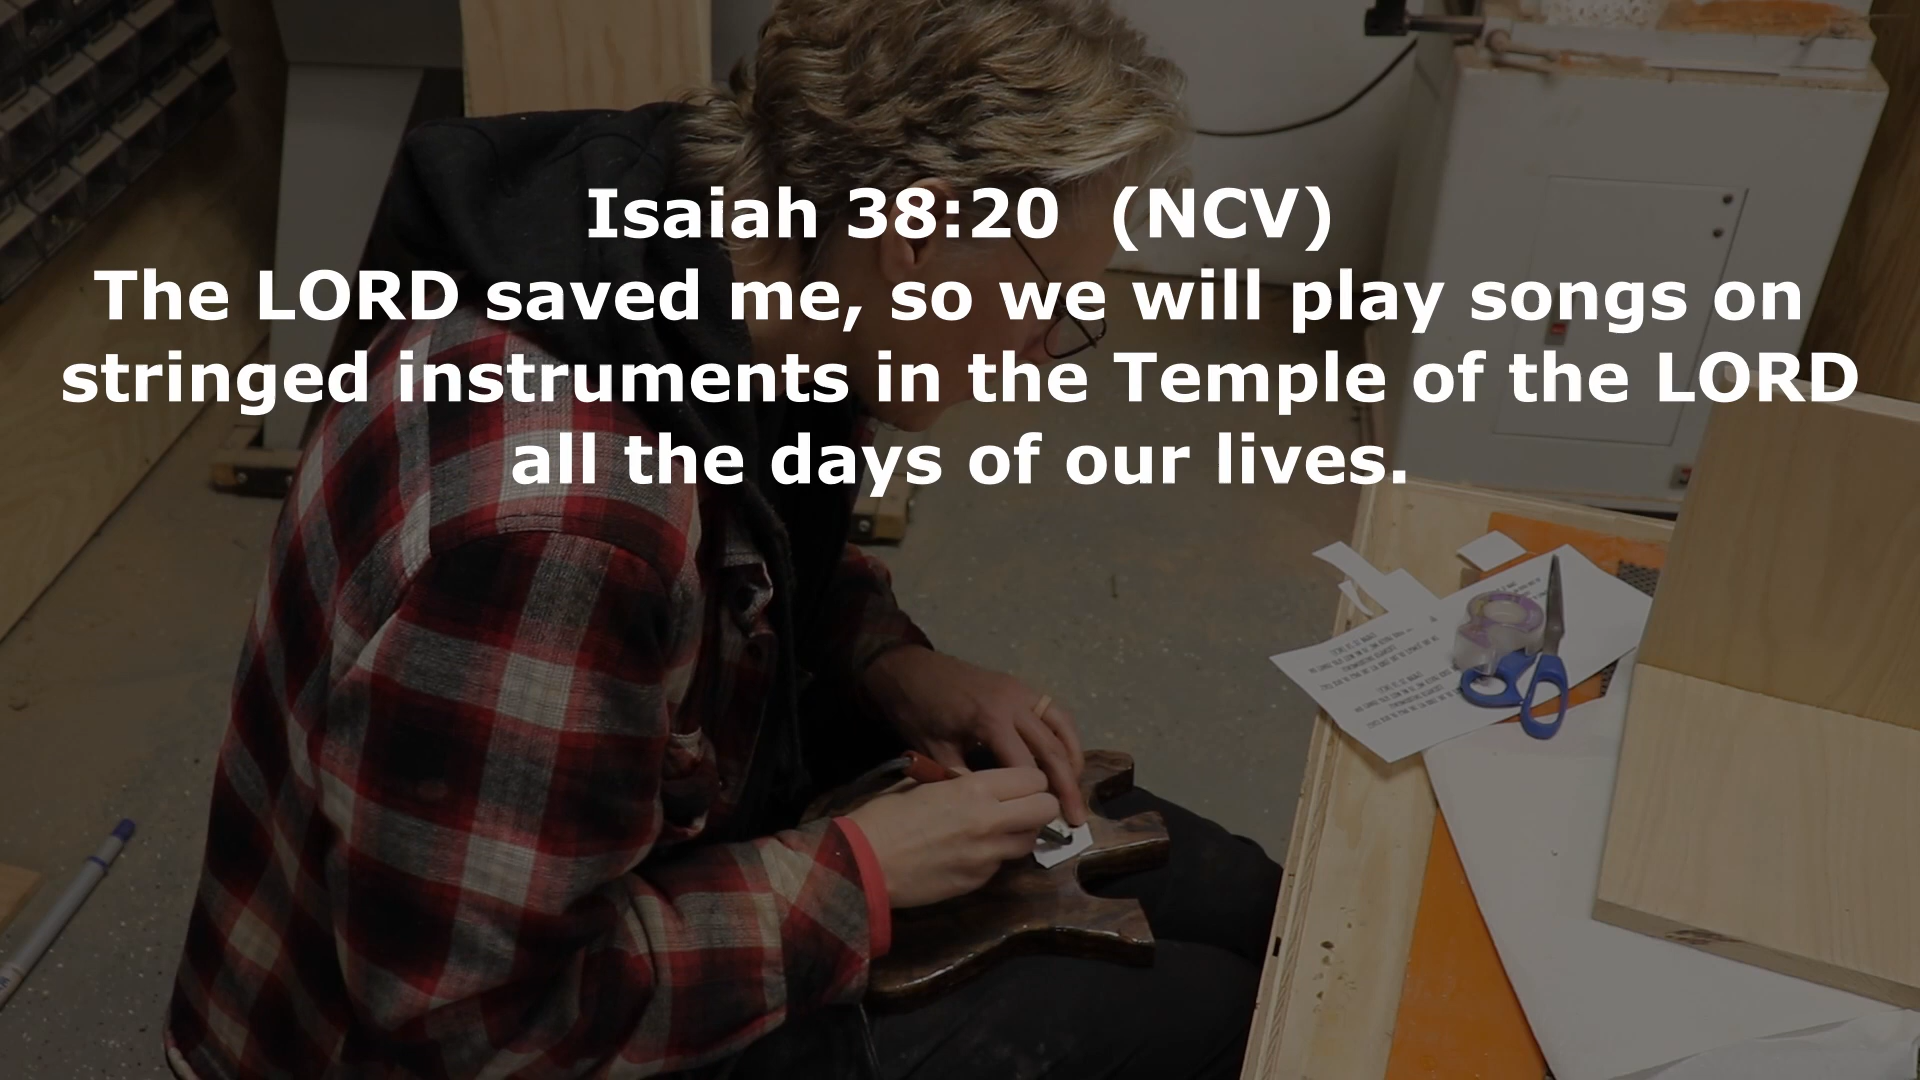 Isaiah 38:20  (NCV)
The LORD saved me, so we will play songs on
stringed instruments in the Temple of the LORD
all the days of our lives.